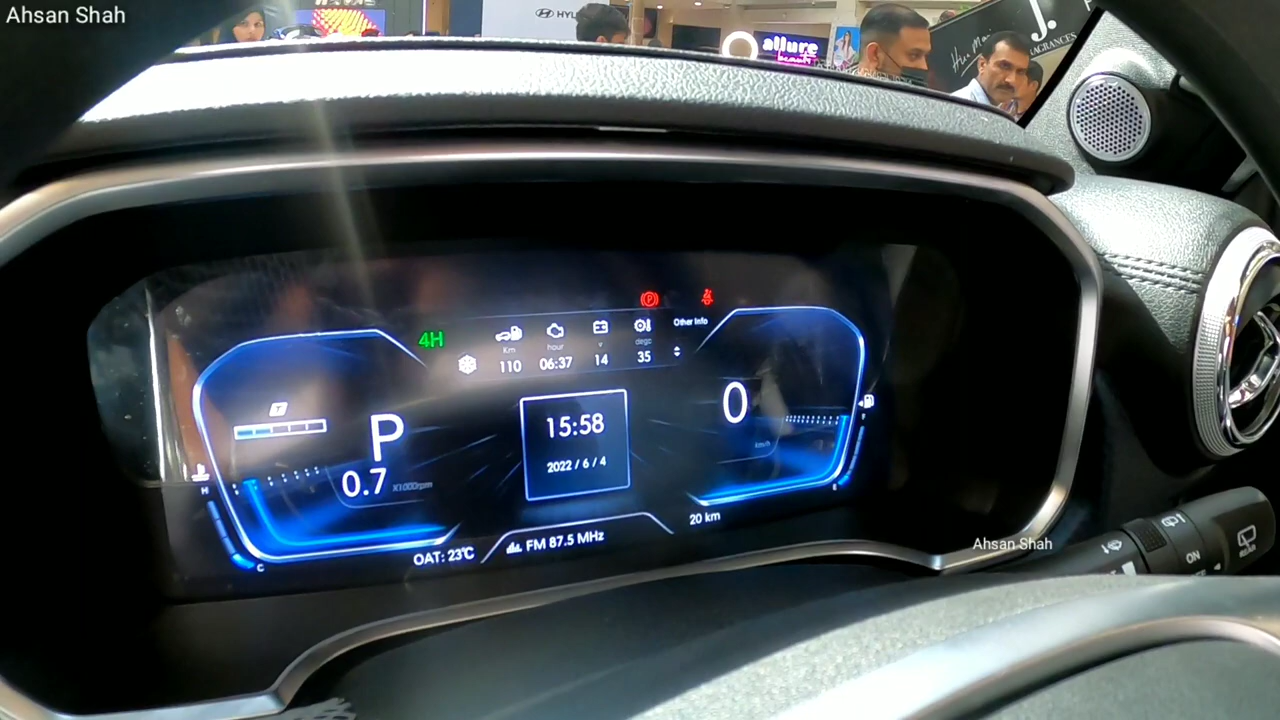 Ahsan Shah
HYU
allure
beauty
J.
FRAGRANCES
4H
Km
hour
v
degc
Other Info
110
06:37
14
35
P
0.7
X1000rpm
H
C
15:58
2022 / 6 / 4
0
km/h
F
E
20 km
OAT: 23℃
FM 87.5 MHz
Ahsan Shah
ON